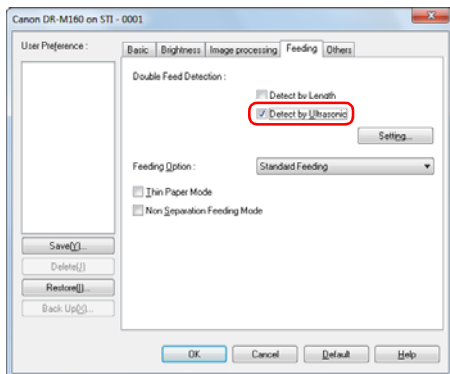 Canon DR-M160 on STI - 0001
User Preference :
Basic Brightness Image processing Feeding Others
Double Feed Detection :
Detect by Length
Detect by Ultrasonic
Setting...
Feeding Option : Standard Feeding
Thin Paper Mode
Non Separation Feeding Mode
Save(Y)...
Delete(J)
Restore(I)...
Back Up(X)...
OK Cancel Default Help